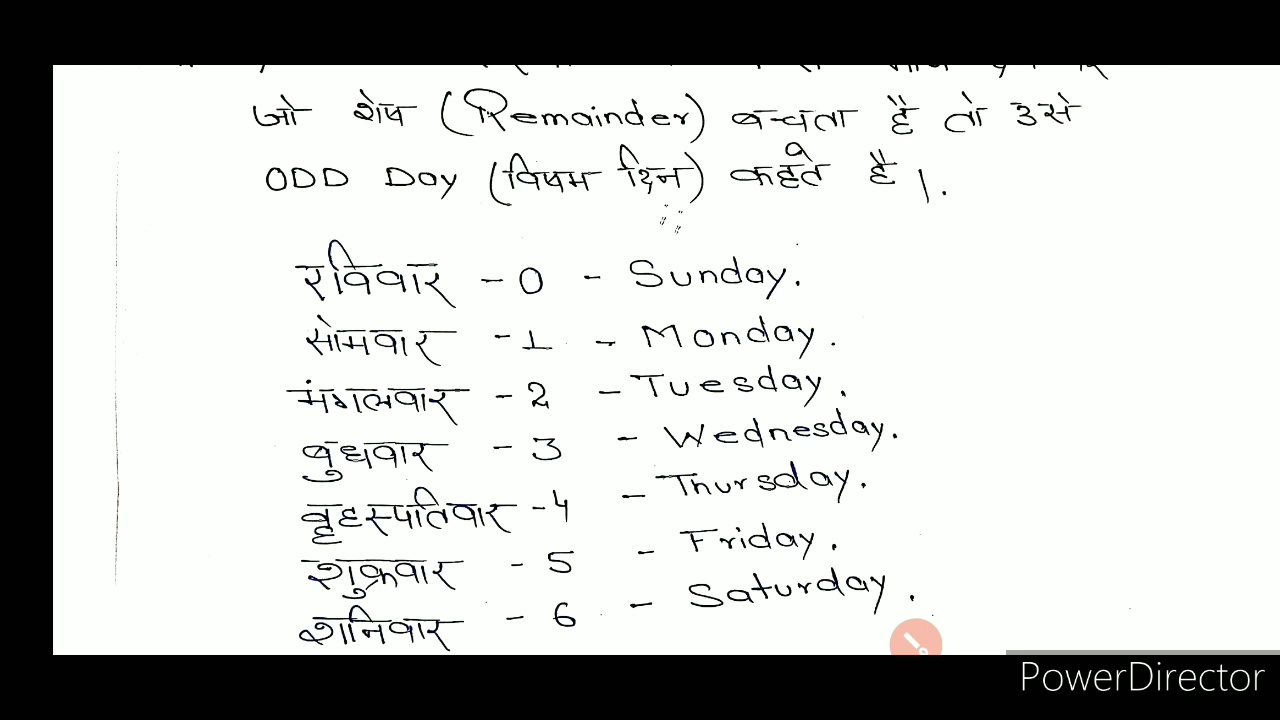 जो शेष (Remainder) बचता है तो उसे
ODD Day (विषम दिन) कहते है।.
रविवार - 0 - Sunday.
सोमवार - 1 - Monday.
मंगलवार - 2 - Tuesday.
बुधवार - 3 - Wednesday.
बृहस्पतिवार - 4 - Thursday.
शुक्रवार - 5 - Friday.
शनिवार - 6 - Saturday.
PowerDirector